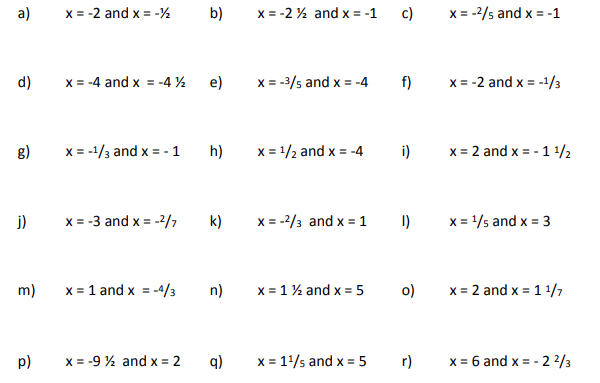 a) x = -2 and x = -½ b) x = -2 ½ and x = -1 c) x = -²/₅ and x = -1
d) x = -4 and x = -4 ½ e) x = -³/₅ and x = -4 f) x = -2 and x = -¹/₃
g) x = -¹/₃ and x = - 1 h) x = ¹/₂ and x = -4 i) x = 2 and x = - 1 ¹/₂
j) x = -3 and x = -²/₇ k) x = -²/₃ and x = 1 l) x = ¹/₅ and x = 3
m) x = 1 and x = -⁴/₃ n) x = 1 ½ and x = 5 o) x = 2 and x = 1 ¹/₇
p) x = -9 ½ and x = 2 q) x = 1¹/₅ and x = 5 r) x = 6 and x = - 2 ²/₃